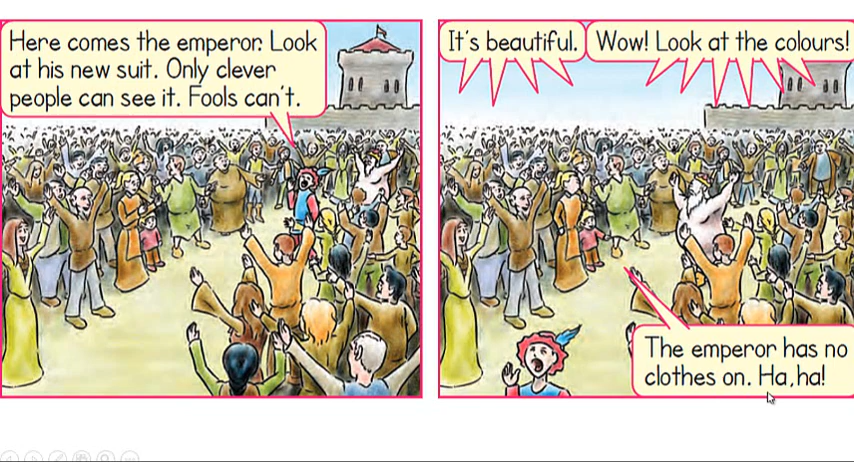 Here comes the emperor. Look
at his new suit. Only clever
people can see it. Fools can't.
It's beautiful.
Wow! Look at the colours!
The emperor has no
clothes on. Ha,ha!